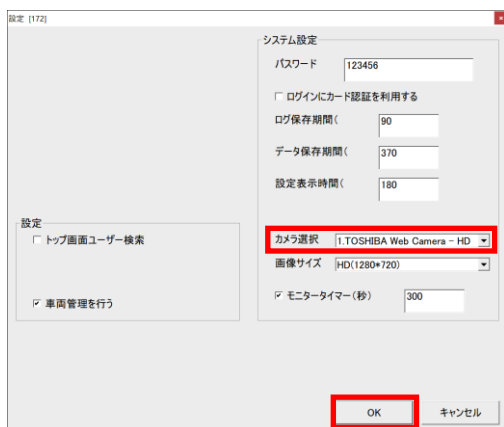 設定 [172]
システム設定
パスワード 123456
ログインにカード認証を利用する
ログ保存期間( 90
データ保存期間( 370
設定表示時間( 180
設定
トップ画面ユーザー検索
カメラ選択 1.TOSHIBA Web Camera - HD
画像サイズ HD(1280*720)
車両管理を行う
モニタータイマー(秒) 300
OK キャンセル